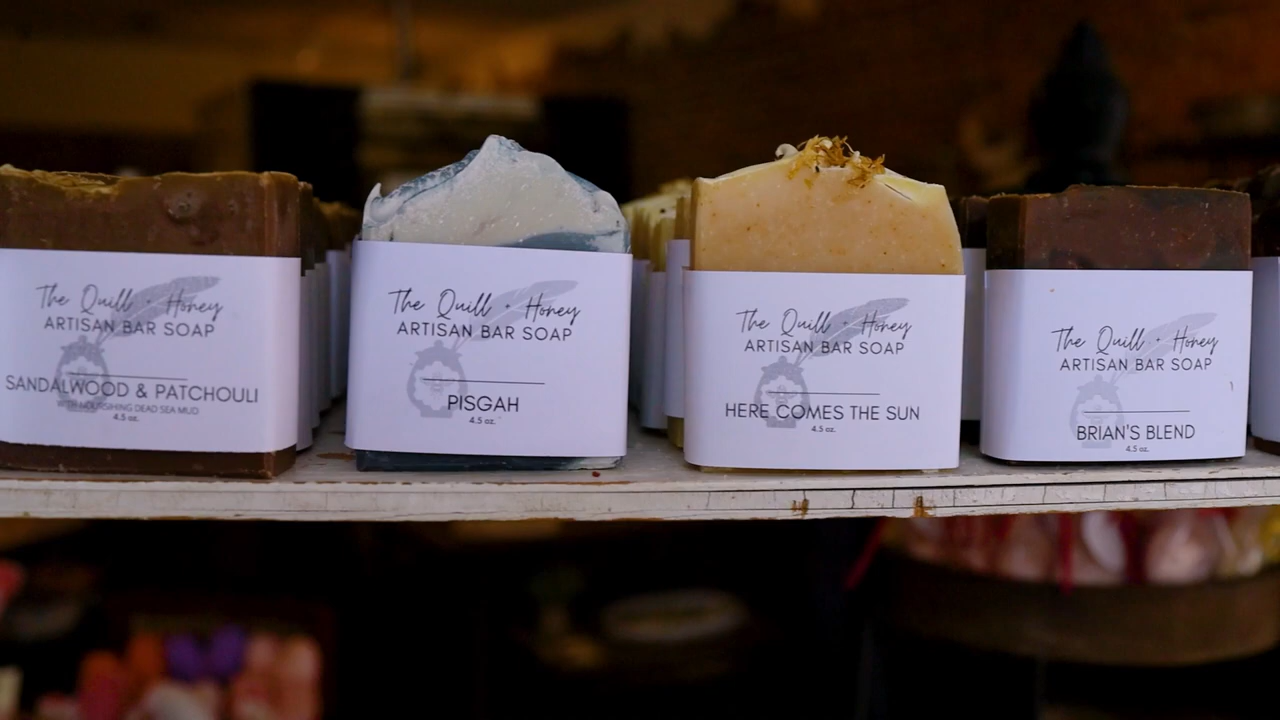 The Quill · Honey
ARTISAN BAR SOAP
SANDALWOOD & PATCHOULI
WITH NOURISHING DEAD SEA MUD
4.5 oz.
The Quill · Honey
ARTISAN BAR SOAP
PISGAH
4.5 oz.
The Quill · Honey
ARTISAN BAR SOAP
HERE COMES THE SUN
4.5 oz.
The Quill · Honey
ARTISAN BAR SOAP
BRIAN'S BLEND
4.5 oz.